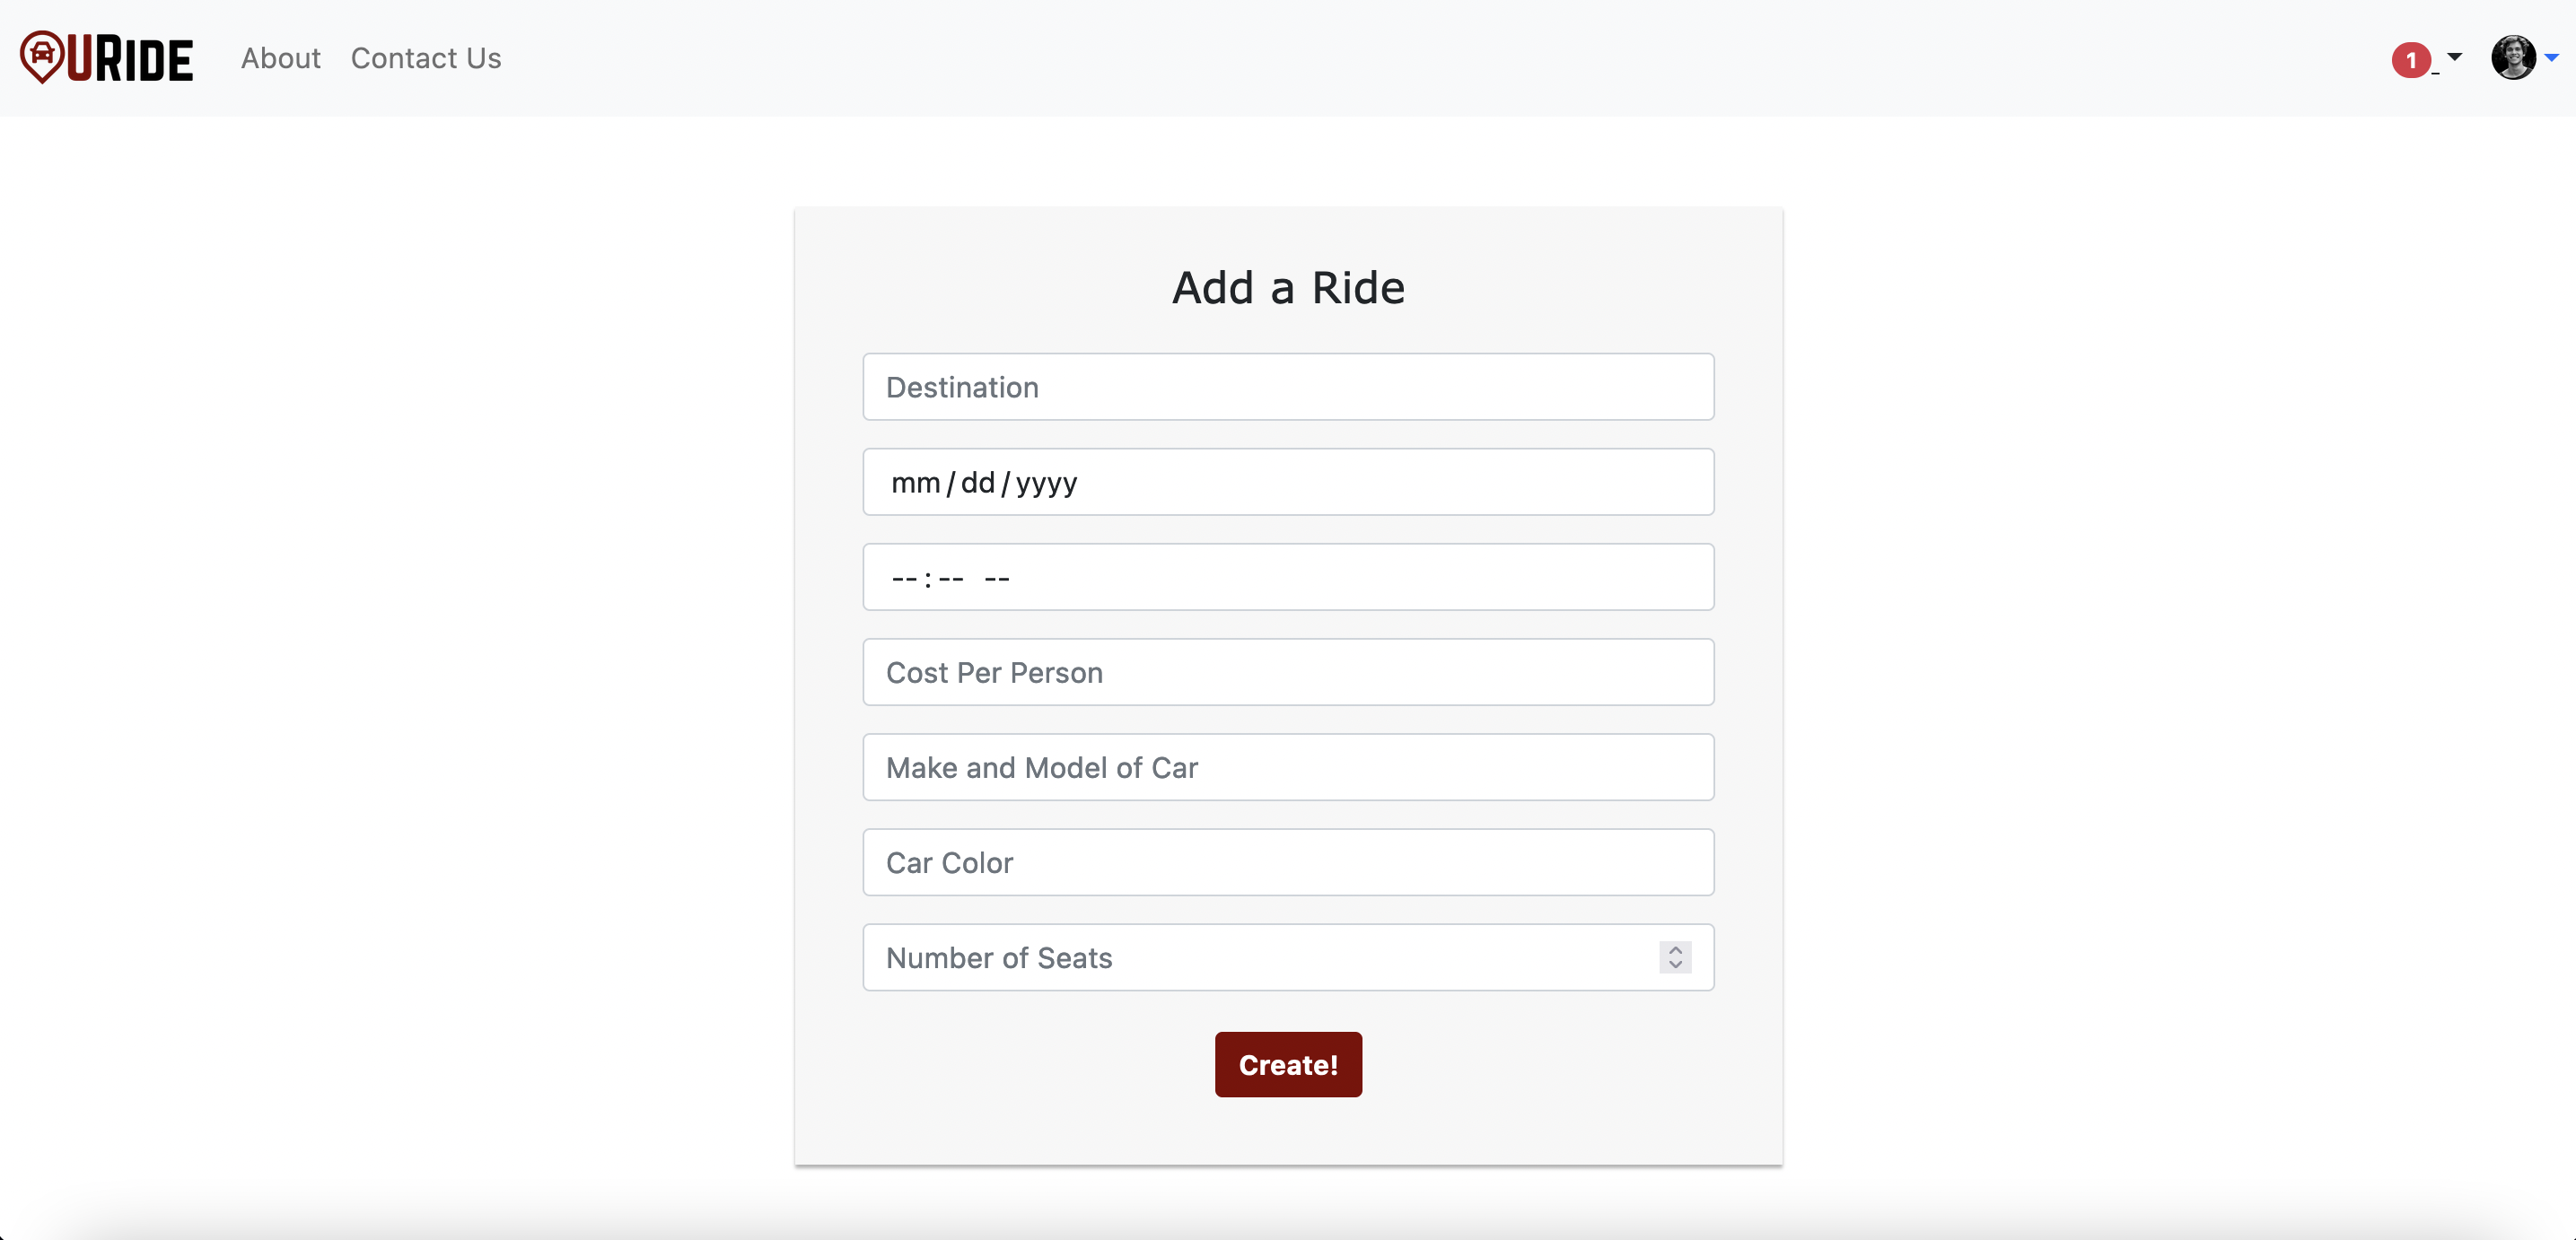 URIDE About Contact Us 1
Add a Ride
Destination
mm/dd/yyyy
--:-- --
Cost Per Person
Make and Model of Car
Car Color
Number of Seats
Create!